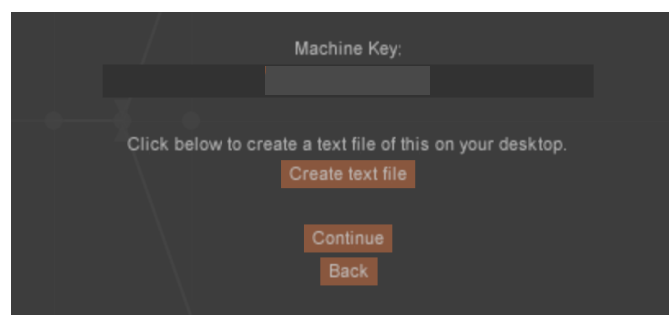 Machine Key:
Click below to create a text file of this on your desktop.
Create text file
Continue
Back